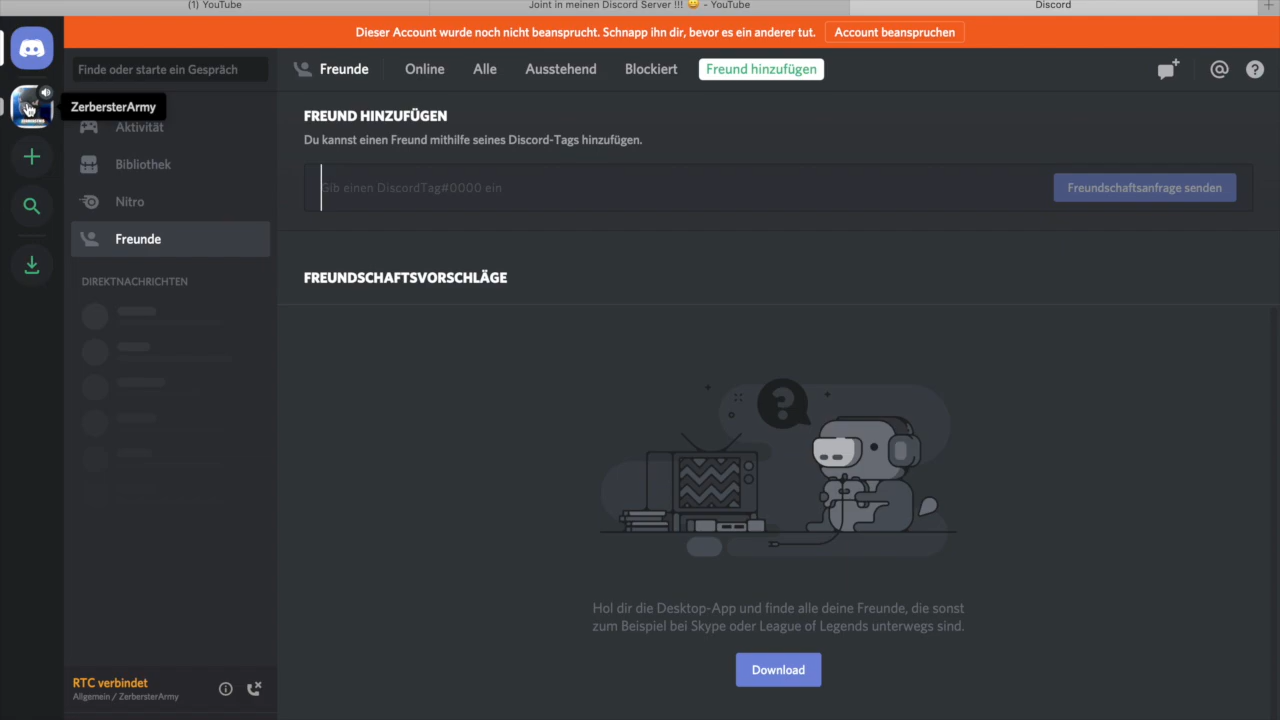 (1) YouTube
Joint in meinen Discord Server !!! 😀 - YouTube
Discord
Dieser Account wurde noch nicht beansprucht. Schnapp ihn dir, bevor es ein anderer tut.
Account beanspruchen
Finde oder starte ein Gespräch
Freunde
Online
Alle
Ausstehend
Blockiert
Freund hinzufügen
ZerbersterArmy
Aktivität
Bibliothek
Nitro
Freunde
DIREKTNACHRICHTEN
FREUND HINZUFÜGEN
Du kannst einen Freund mithilfe seines Discord-Tags hinzufügen.
Gib einen DiscordTag#0000 ein
Freundschaftsanfrage senden
FREUNDSCHAFTSVORSCHLÄGE
Hol dir die Desktop-App und finde alle deine Freunde, die sonst
zum Beispiel bei Skype oder League of Legends unterwegs sind.
Download
RTC verbindet
Allgemein / ZerbersterArmy